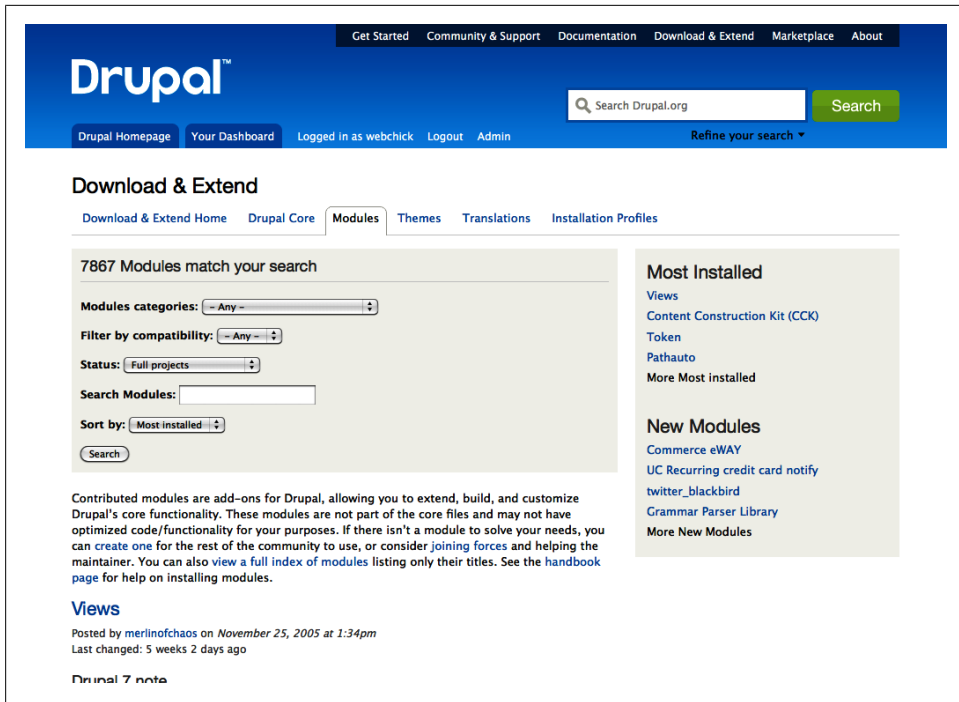 Get Started Community & Support Documentation Download & Extend Marketplace About
Drupal™
Search Drupal.org
Search
Drupal Homepage Your Dashboard Logged in as webchick Logout Admin
Refine your search
Download & Extend
Download & Extend Home Drupal Core Modules Themes Translations Installation Profiles
7867 Modules match your search
Modules categories: – Any –
Filter by compatibility: – Any –
Status: Full projects
Search Modules:
Sort by: Most installed
Search
Most Installed
Views
Content Construction Kit (CCK)
Token
Pathauto
More Most installed
New Modules
Commerce eWAY
UC Recurring credit card notify
twitter_blackbird
Grammar Parser Library
More New Modules
Contributed modules are add-ons for Drupal, allowing you to extend, build, and customize
Drupal's core functionality. These modules are not part of the core files and may not have
optimized code/functionality for your purposes. If there isn't a module to solve your needs, you
can create one for the rest of the community to use, or consider joining forces and helping the
maintainer. You can also view a full index of modules listing only their titles. See the handbook
page for help on installing modules.
Views
Posted by merlinofchaos on November 25, 2005 at 1:34pm
Last changed: 5 weeks 2 days ago
Drupal 7 note